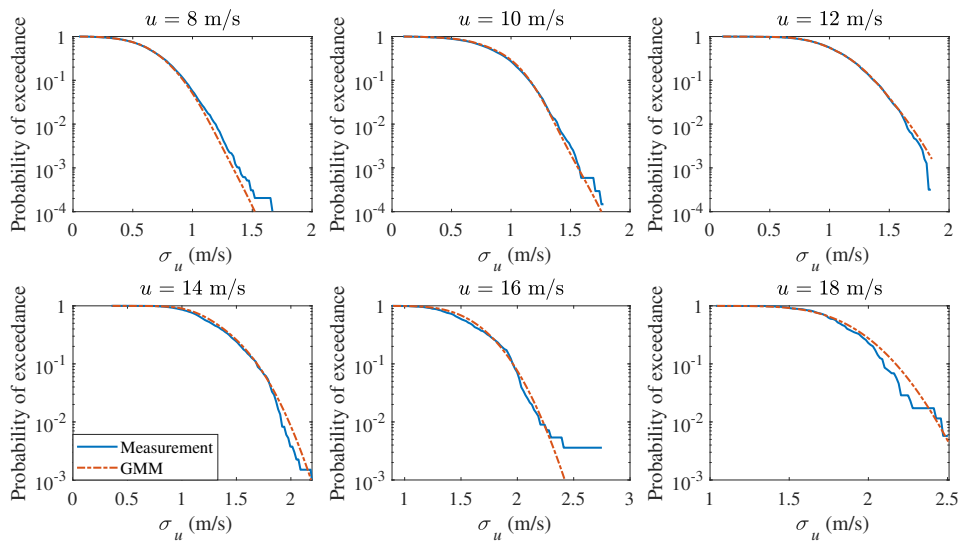 u = 8 m/s
u = 10 m/s
u = 12 m/s
Probability of exceedance
1
10^-1
10^-2
10^-3
10^-4
0 0.5 1 1.5 2
σ_u (m/s)
Probability of exceedance
1
10^-1
10^-2
10^-3
10^-4
0 0.5 1 1.5 2
σ_u (m/s)
Probability of exceedance
1
10^-1
10^-2
10^-3
10^-4
0 0.5 1 1.5 2
σ_u (m/s)
u = 14 m/s
u = 16 m/s
u = 18 m/s
Probability of exceedance
1
10^-1
10^-2
10^-3
Measurement
GMM
0 0.5 1 1.5 2
σ_u (m/s)
Probability of exceedance
1
10^-1
10^-2
10^-3
1 1.5 2 2.5 3
σ_u (m/s)
Probability of exceedance
1
10^-1
10^-2
10^-3
1 1.5 2 2.5
σ_u (m/s)